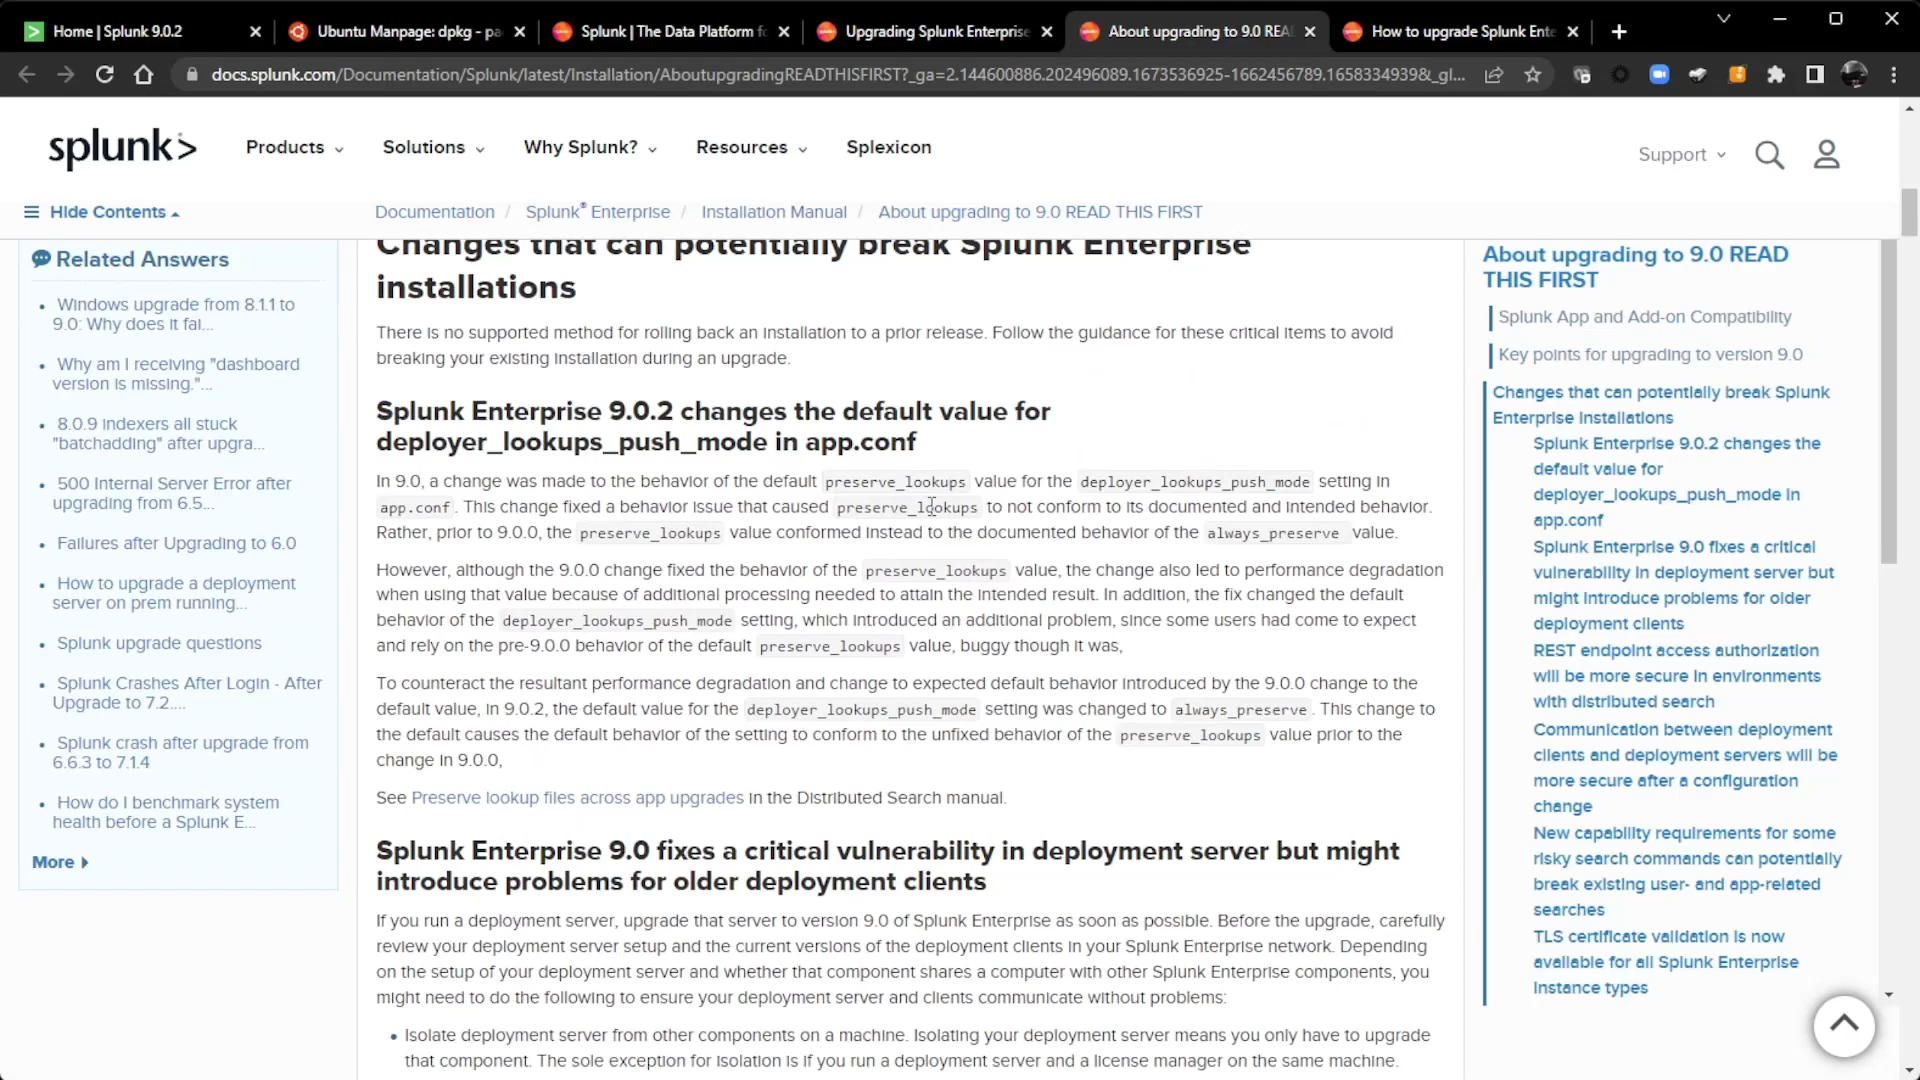 Home | Splunk 9.0.2
Ubuntu Manpage: dpkg - pa
Splunk | The Data Platform fo
Upgrading Splunk Enterprise
About upgrading to 9.0 REA
How to upgrade Splunk Ente
docs.splunk.com/Documentation/Splunk/latest/Installation/AboutupgradingREADTHISFIRST?_ga=2.144600886.202496089.1673536925-1662456789.1658334939&_gl...
splunk>
Products
Solutions
Why Splunk?
Resources
Splexicon
Support
Hide Contents
Documentation / Splunk® Enterprise / Installation Manual / About upgrading to 9.0 READ THIS FIRST
Related Answers
• Windows upgrade from 8.1.1 to
9.0: Why does it fai...
• Why am I receiving "dashboard
version is missing."...
• 8.0.9 indexers all stuck
"batchadding" after upgra...
• 500 Internal Server Error after
upgrading from 6.5...
• Failures after Upgrading to 6.0
• How to upgrade a deployment
server on prem running...
• Splunk upgrade questions
• Splunk Crashes After Login - After
Upgrade to 7.2....
• Splunk crash after upgrade from
6.6.3 to 7.1.4
• How do I benchmark system
health before a Splunk E...
More
Changes that can potentially break Splunk Enterprise
installations
There is no supported method for rolling back an installation to a prior release. Follow the guidance for these critical items to avoid
breaking your existing installation during an upgrade.
Splunk Enterprise 9.0.2 changes the default value for
deployer_lookups_push_mode in app.conf
In 9.0, a change was made to the behavior of the default preserve_lookups value for the deployer_lookups_push_mode setting in
app.conf. This change fixed a behavior issue that caused preserve_lookups to not conform to its documented and intended behavior.
Rather, prior to 9.0.0, the preserve_lookups value conformed instead to the documented behavior of the always_preserve value.
However, although the 9.0.0 change fixed the behavior of the preserve_lookups value, the change also led to performance degradation
when using that value because of additional processing needed to attain the intended result. In addition, the fix changed the default
behavior of the deployer_lookups_push_mode setting, which introduced an additional problem, since some users had come to expect
and rely on the pre-9.0.0 behavior of the default preserve_lookups value, buggy though it was,
To counteract the resultant performance degradation and change to expected default behavior introduced by the 9.0.0 change to the
default value, in 9.0.2, the default value for the deployer_lookups_push_mode setting was changed to always_preserve. This change to
the default causes the default behavior of the setting to conform to the unfixed behavior of the preserve_lookups value prior to the
change in 9.0.0,
See Preserve lookup files across app upgrades in the Distributed Search manual.
Splunk Enterprise 9.0 fixes a critical vulnerability in deployment server but might
introduce problems for older deployment clients
If you run a deployment server, upgrade that server to version 9.0 of Splunk Enterprise as soon as possible. Before the upgrade, carefully
review your deployment server setup and the current versions of the deployment clients in your Splunk Enterprise network. Depending
on the setup of your deployment server and whether that component shares a computer with other Splunk Enterprise components, you
might need to do the following to ensure your deployment server and clients communicate without problems:
• Isolate deployment server from other components on a machine. Isolating your deployment server means you only have to upgrade
that component. The sole exception for isolation is if you run a deployment server and a license manager on the same machine.
About upgrading to 9.0 READ
THIS FIRST
Splunk App and Add-on Compatibility
Key points for upgrading to version 9.0
Changes that can potentially break Splunk
Enterprise installations
Splunk Enterprise 9.0.2 changes the
default value for
deployer_lookups_push_mode in
app.conf
Splunk Enterprise 9.0 fixes a critical
vulnerability in deployment server but
might introduce problems for older
deployment clients
REST endpoint access authorization
will be more secure in environments
with distributed search
Communication between deployment
clients and deployment servers will be
more secure after a configuration
change
New capability requirements for some
risky search commands can potentially
break existing user- and app-related
searches
TLS certificate validation is now
available for all Splunk Enterprise
instance types